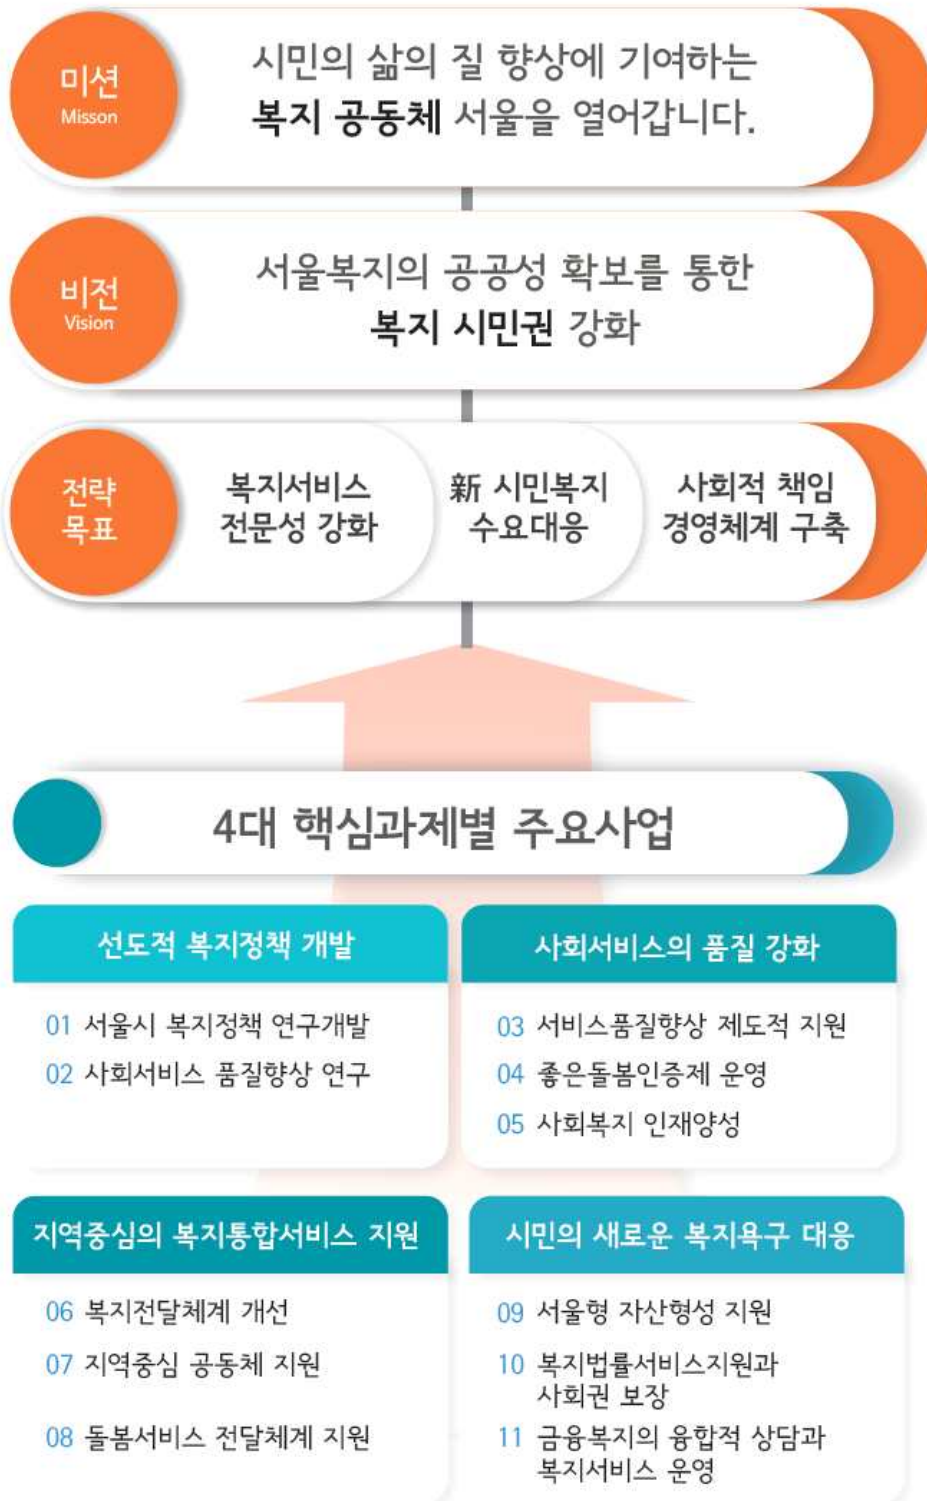 미션
Misson
시민의 삶의 질 향상에 기여하는
복지 공동체 서울을 열어갑니다.
비전
Vision
서울복지의 공공성 확보를 통한
복지 시민권 강화
전략
목표
복지서비스
전문성 강화
新 시민복지
수요대응
사회적 책임
경영체계 구축
4대 핵심과제별 주요사업
선도적 복지정책 개발
01 서울시 복지정책 연구개발
02 사회서비스 품질향상 연구
사회서비스의 품질 강화
03 서비스품질향상 제도적 지원
04 좋은돌봄인증제 운영
05 사회복지 인재양성
지역중심의 복지통합서비스 지원
06 복지전달체계 개선
07 지역중심 공동체 지원
08 돌봄서비스 전달체계 지원
시민의 새로운 복지욕구 대응
09 서울형 자산형성 지원
10 복지법률서비스지원과
사회권 보장
11 금융복지의 융합적 상담과
복지서비스 운영